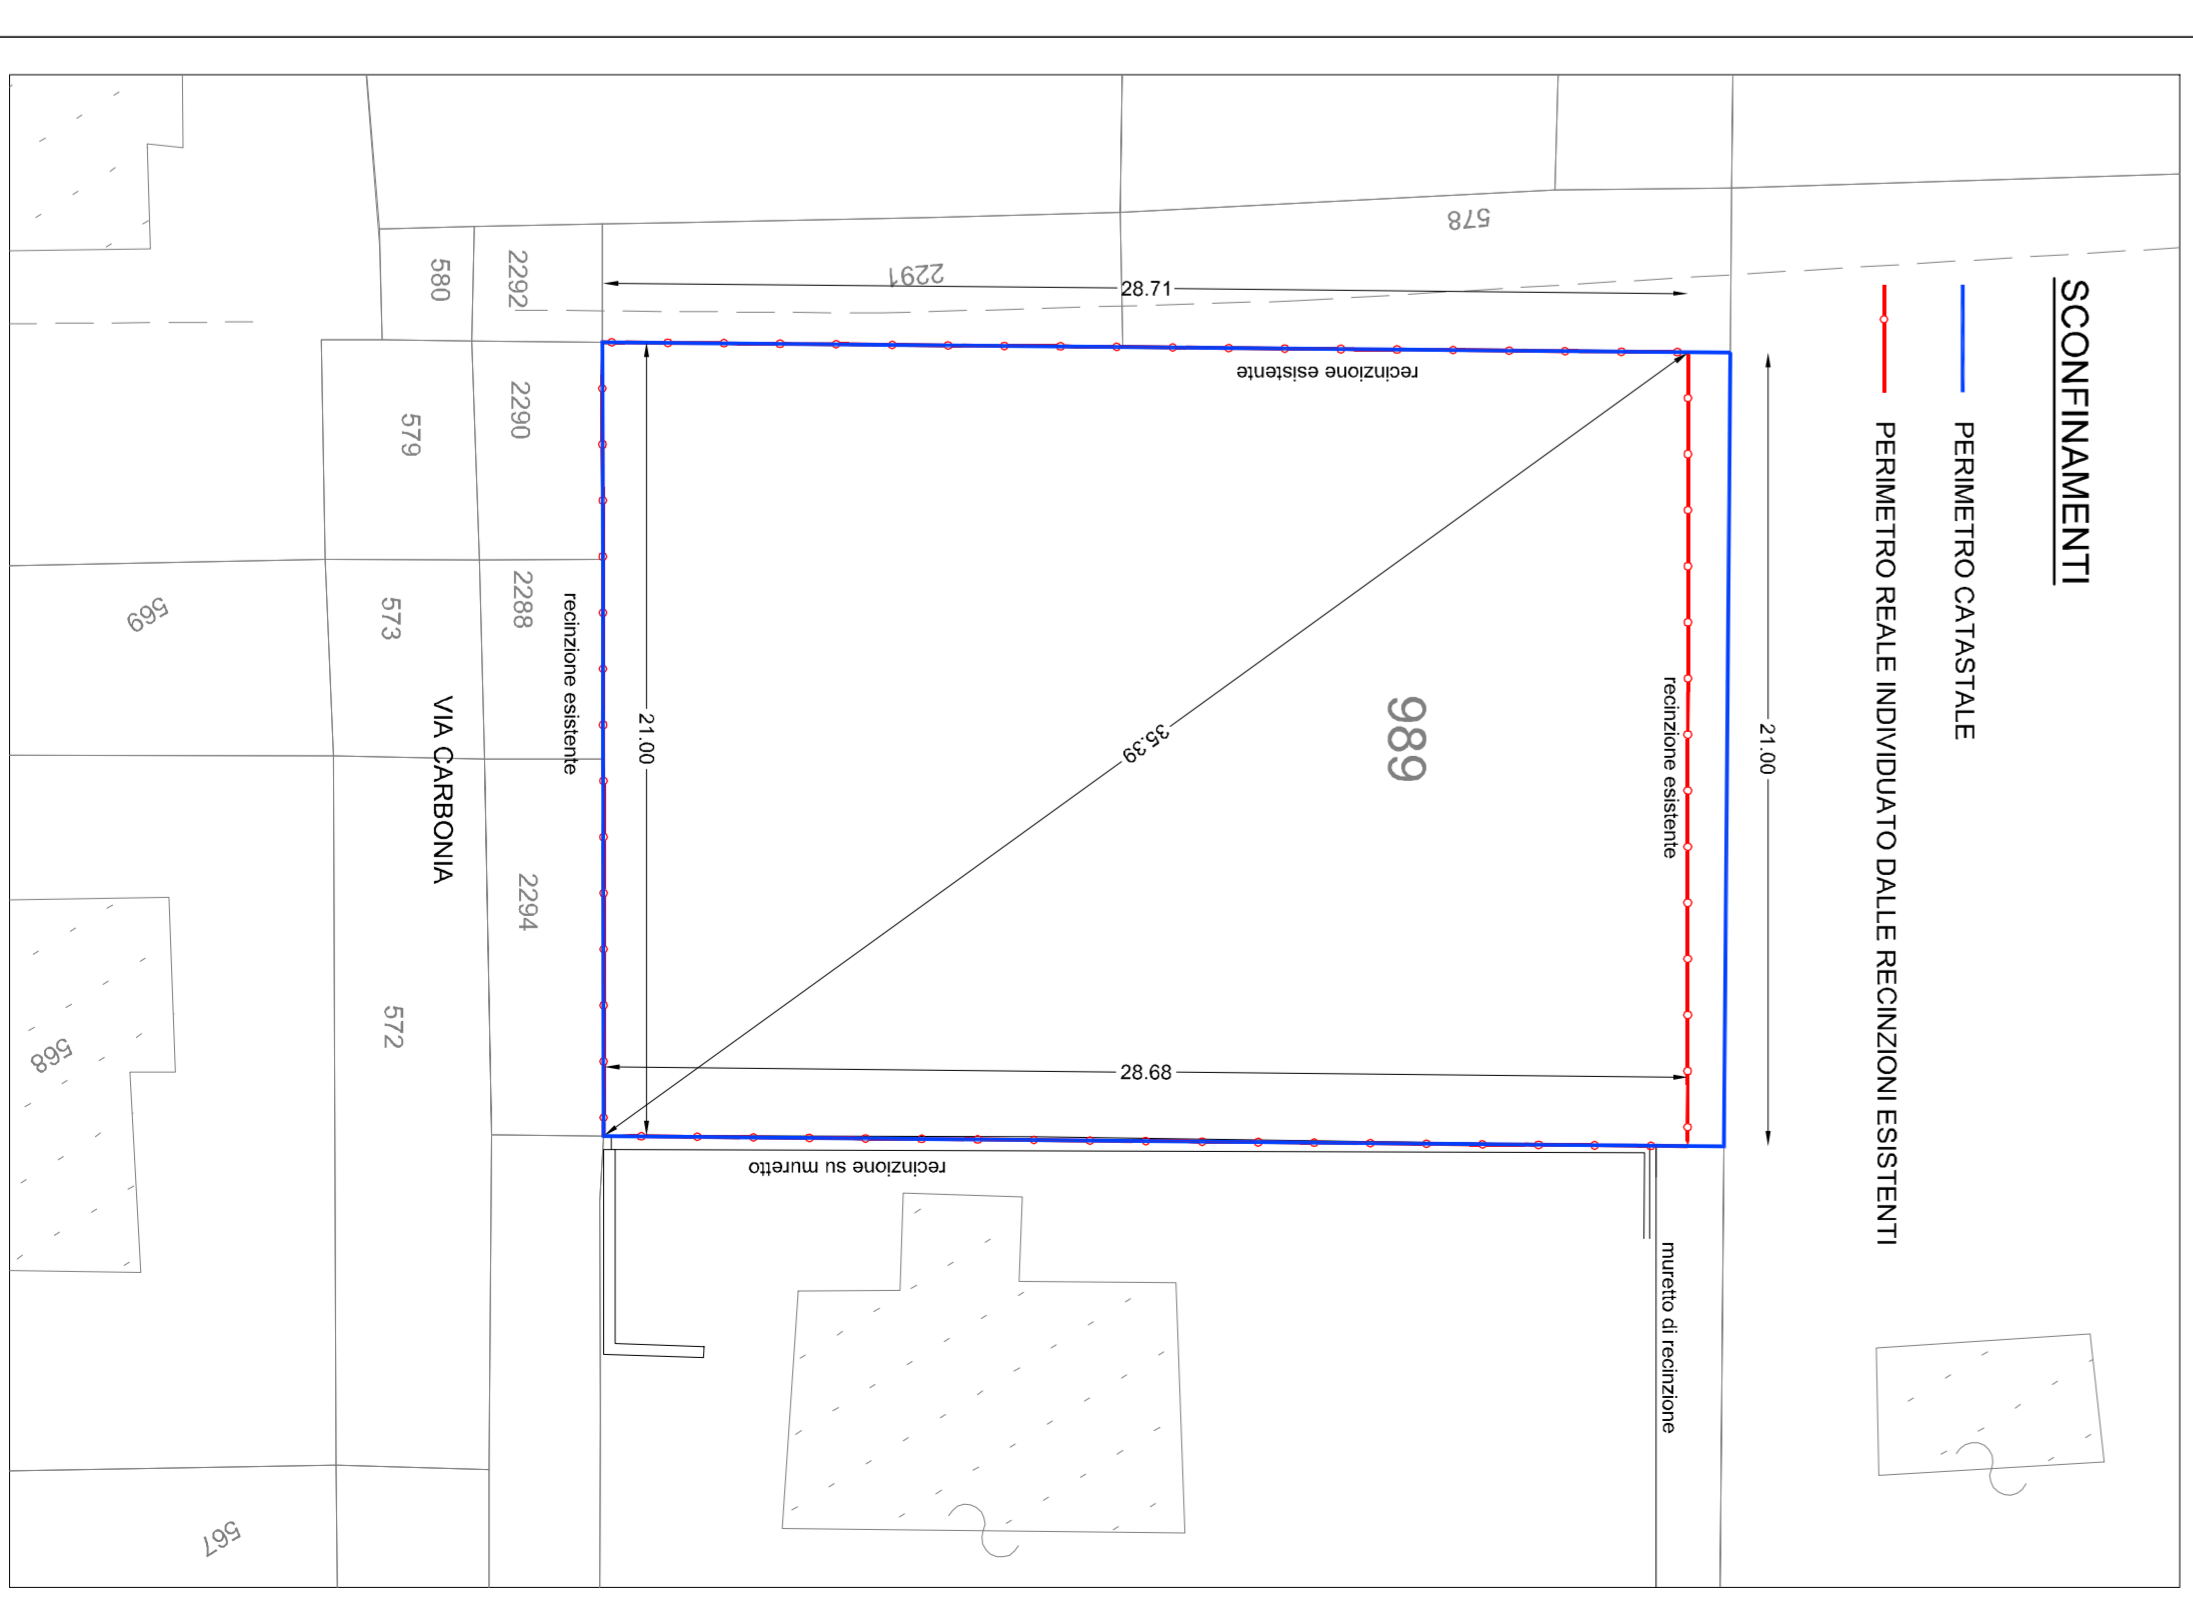 SCONFINAMENTI
PERIMETRO CATASTALE
PERIMETRO REALE INDIVIDUATO DALLE RECINZIONI ESISTENTI
21.00
recinzione esistente
muretto di recinzione
578
recinzione esistente
989
2291
28.71
35.39
28.68
recinzione su muretto
21.00
recinzione esistente
2292
2290
2288
2294
580
VIA CARBONIA
579
573
572
569
568
567